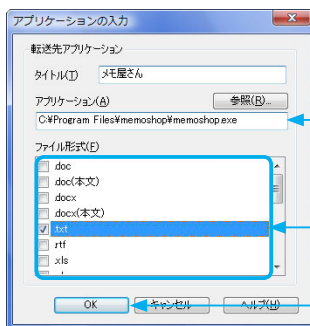 アプリケーションの入力
転送先アプリケーション
タイトル(T) メモ屋さん
アプリケーション(A) 参照(R)...
C:¥Program Files¥memoshop¥memoshop.exe
ファイル形式(F)
.doc
.doc(本文)
.docx
.docx(本文)
.txt
.rtf
.xls
OK キャンセル ヘルプ(H)